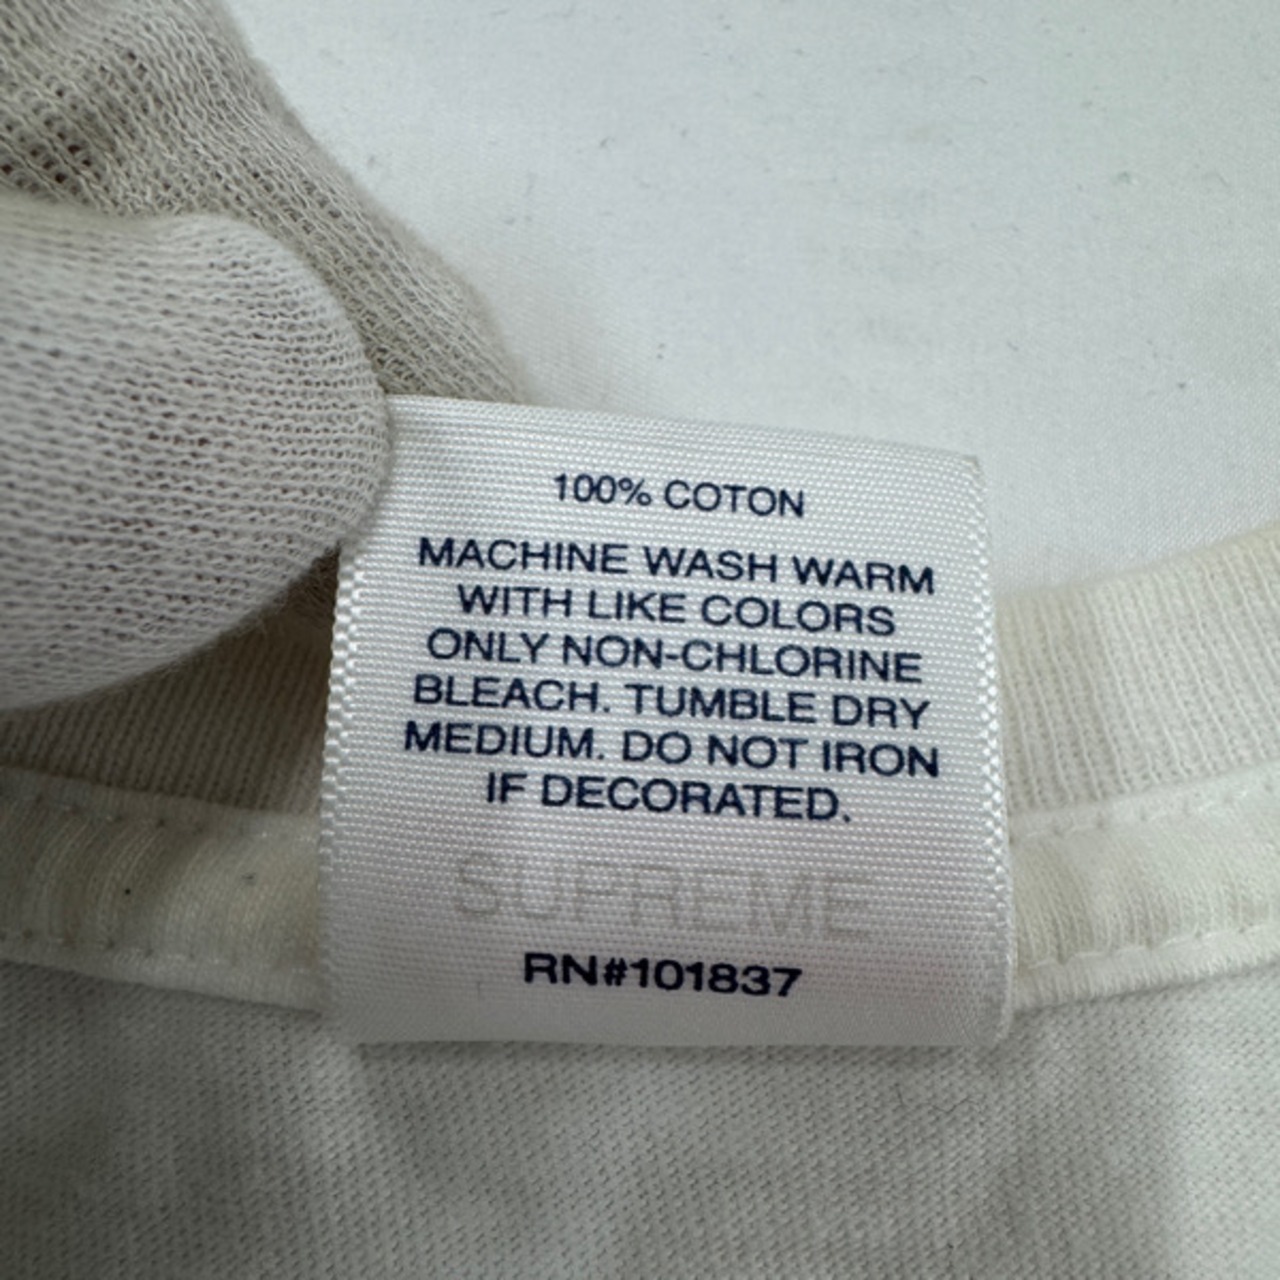 100% COTON
MACHINE WASH WARM
WITH LIKE COLORS
ONLY NON-CHLORINE
BLEACH. TUMBLE DRY
MEDIUM. DO NOT IRON
IF DECORATED.
SUPREME
RN#101837